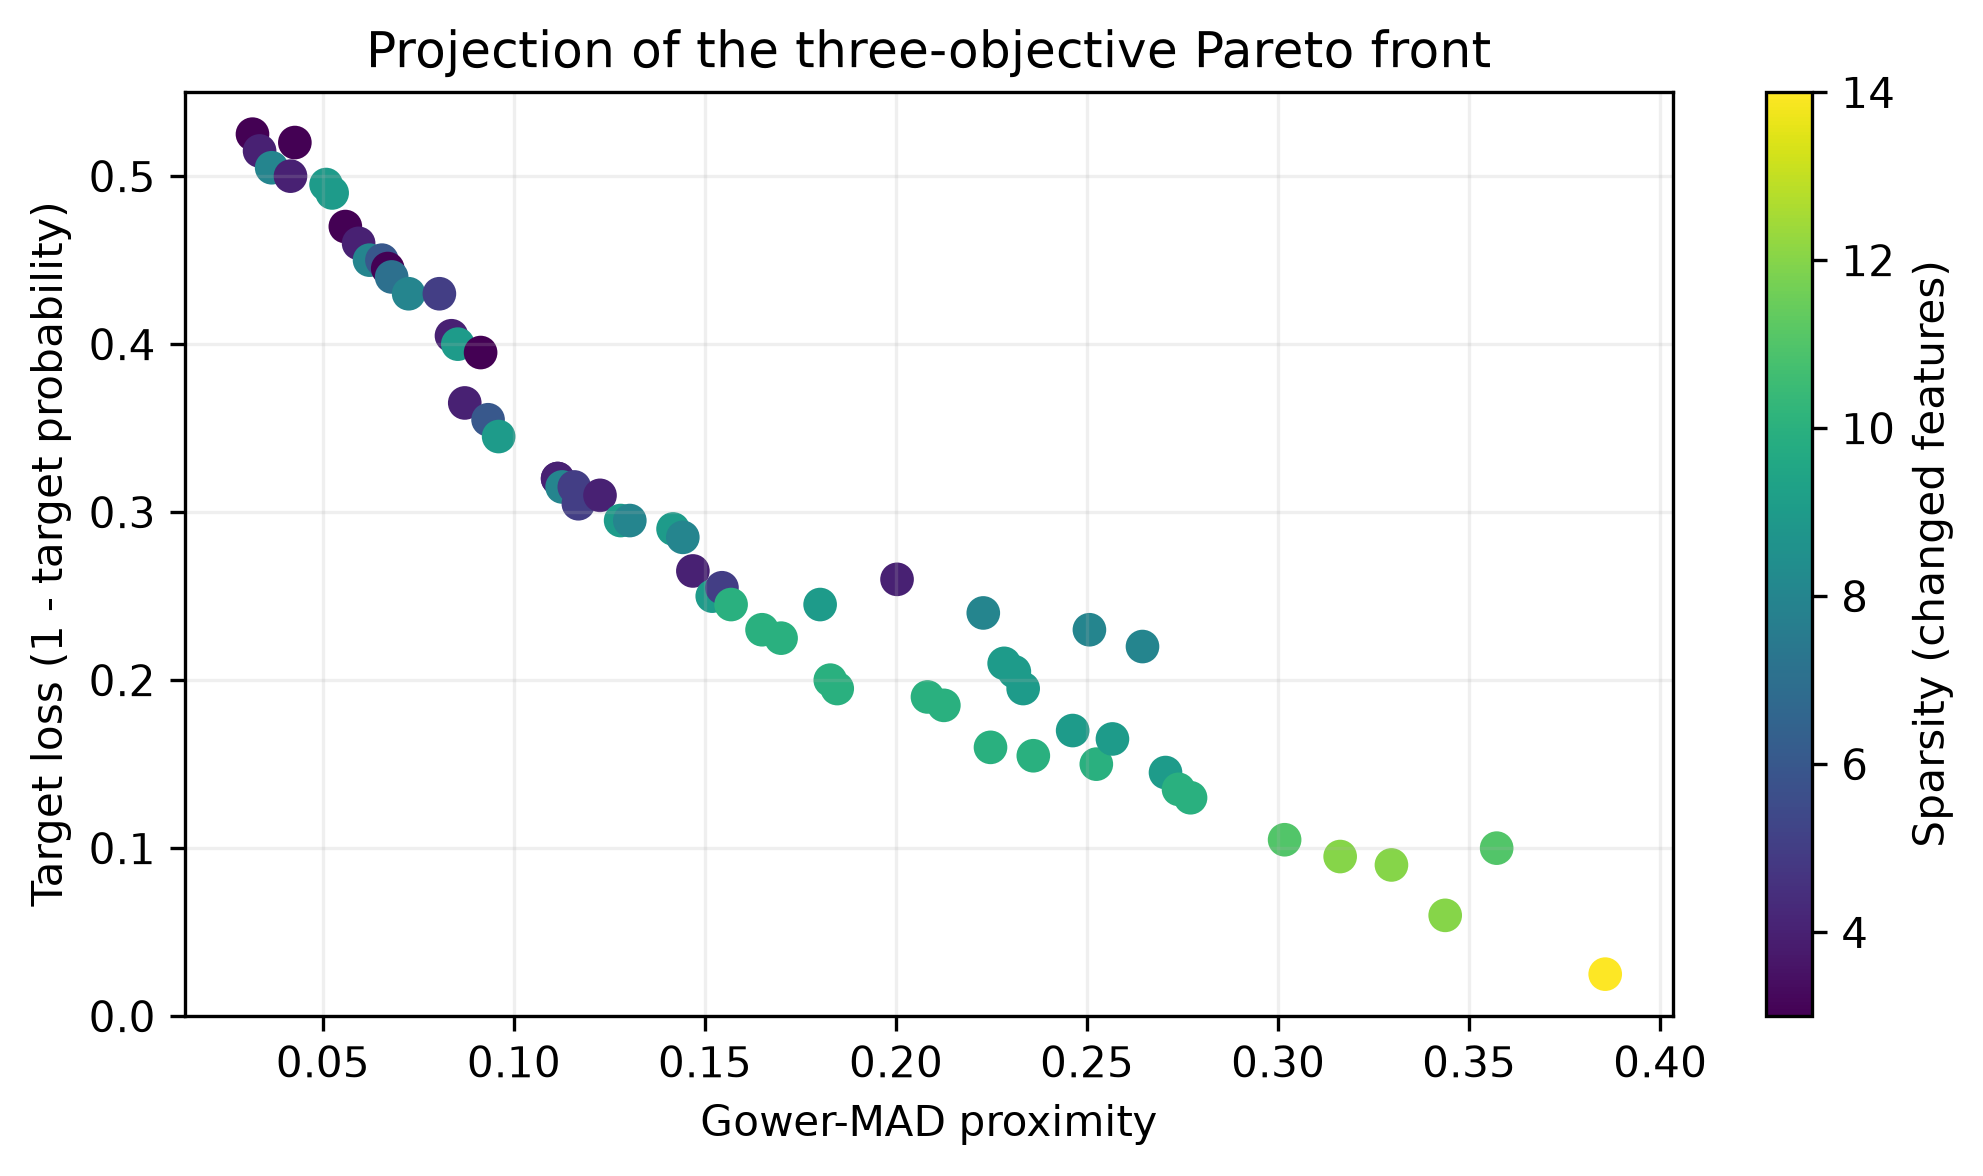 Projection of the three-objective Pareto front
Target loss (1 - target probability)
0.5
0.4
0.3
0.2
0.1
0.0
0.05 0.10 0.15 0.20 0.25 0.30 0.35 0.40
Gower-MAD proximity
14
12
10
8
6
4
Sparsity (changed features)